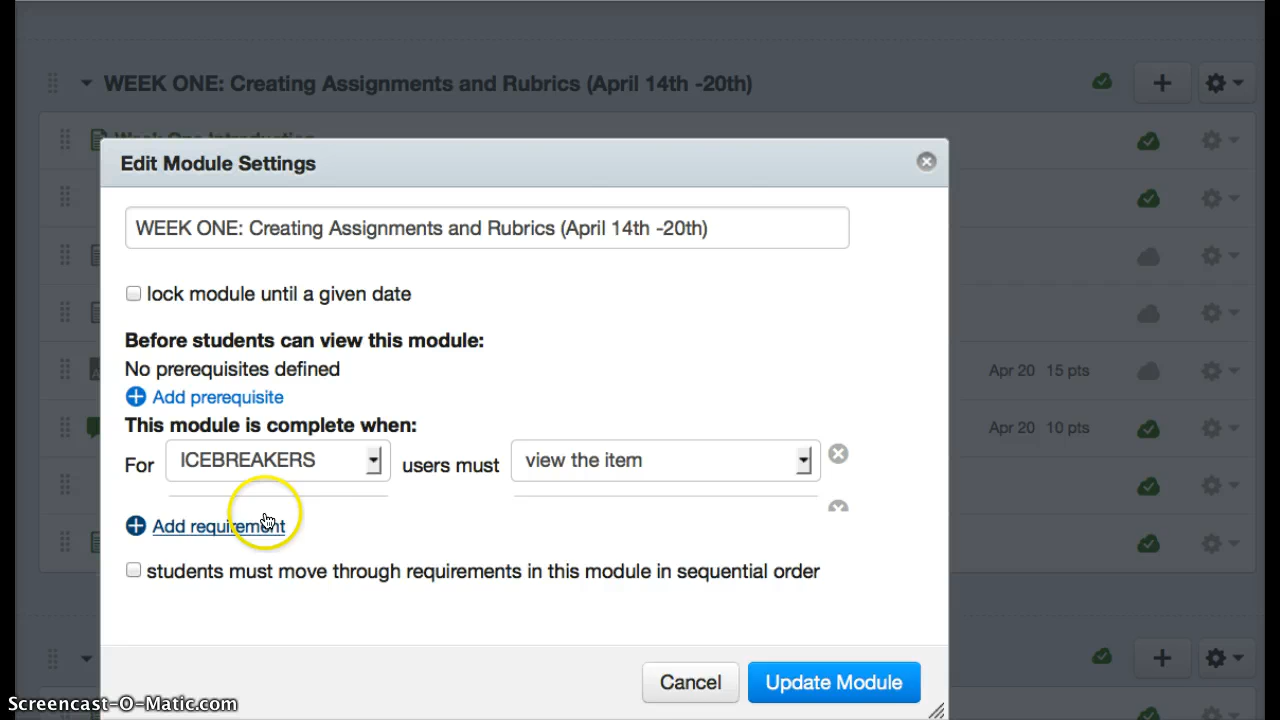 WEEK ONE: Creating Assignments and Rubrics (April 14th -20th)
Week One Introduction
Edit Module Settings
WEEK ONE: Creating Assignments and Rubrics (April 14th -20th)
lock module until a given date
Before students can view this module:
No prerequisites defined
Add prerequisite
Apr 20 15 pts
This module is complete when:
Apr 20 10 pts
For ICEBREAKERS users must view the item
Add requirement
students must move through requirements in this module in sequential order
Cancel Update Module
Screencast-O-Matic.com